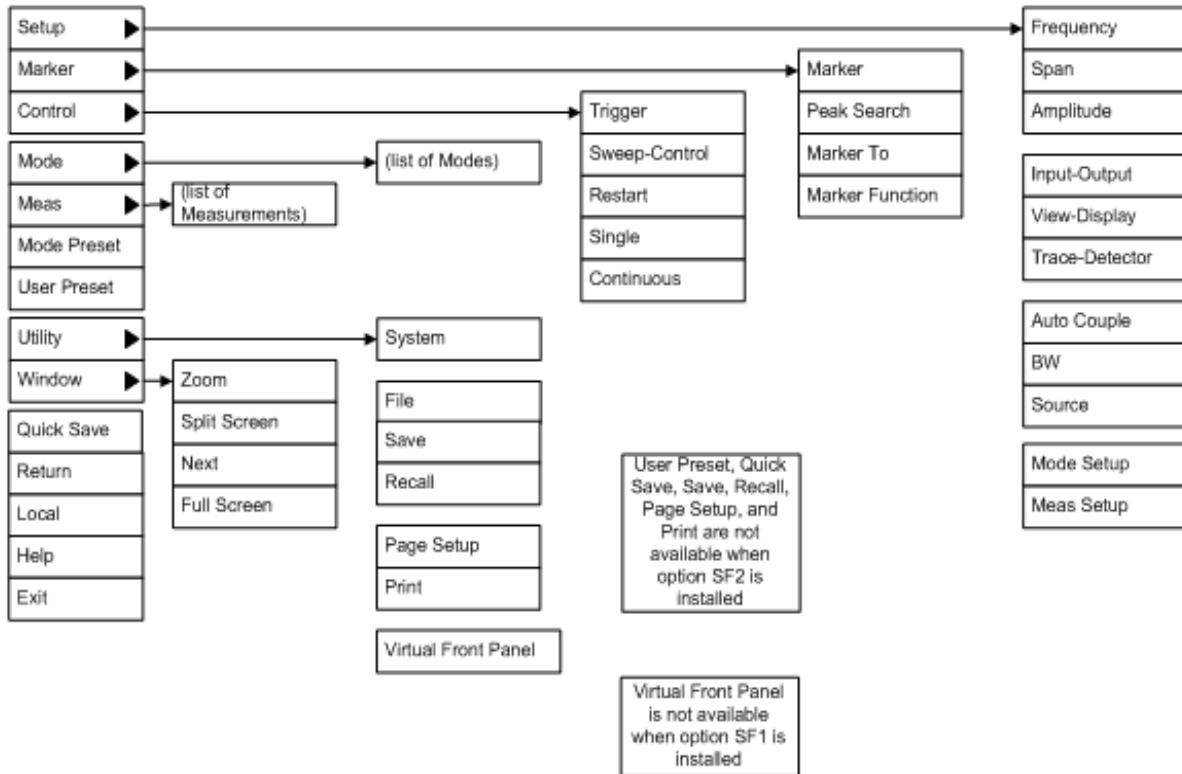 Setup
Marker
Control
Mode
Meas
Mode Preset
User Preset
Utility
Window
Quick Save
Return
Local
Help
Exit
(list of
Measurements)
Zoom
Split Screen
Next
Full Screen
(list of Modes)
System
File
Save
Recall
Page Setup
Print
Virtual Front Panel
Trigger
Sweep-Control
Restart
Single
Continuous
User Preset, Quick
Save, Save, Recall,
Page Setup, and
Print are not
available when
option SF2 is
installed
Virtual Front Panel
is not available
when option SF1 is
installed
Marker
Peak Search
Marker To
Marker Function
Frequency
Span
Amplitude
Input-Output
View-Display
Trace-Detector
Auto Couple
BW
Source
Mode Setup
Meas Setup